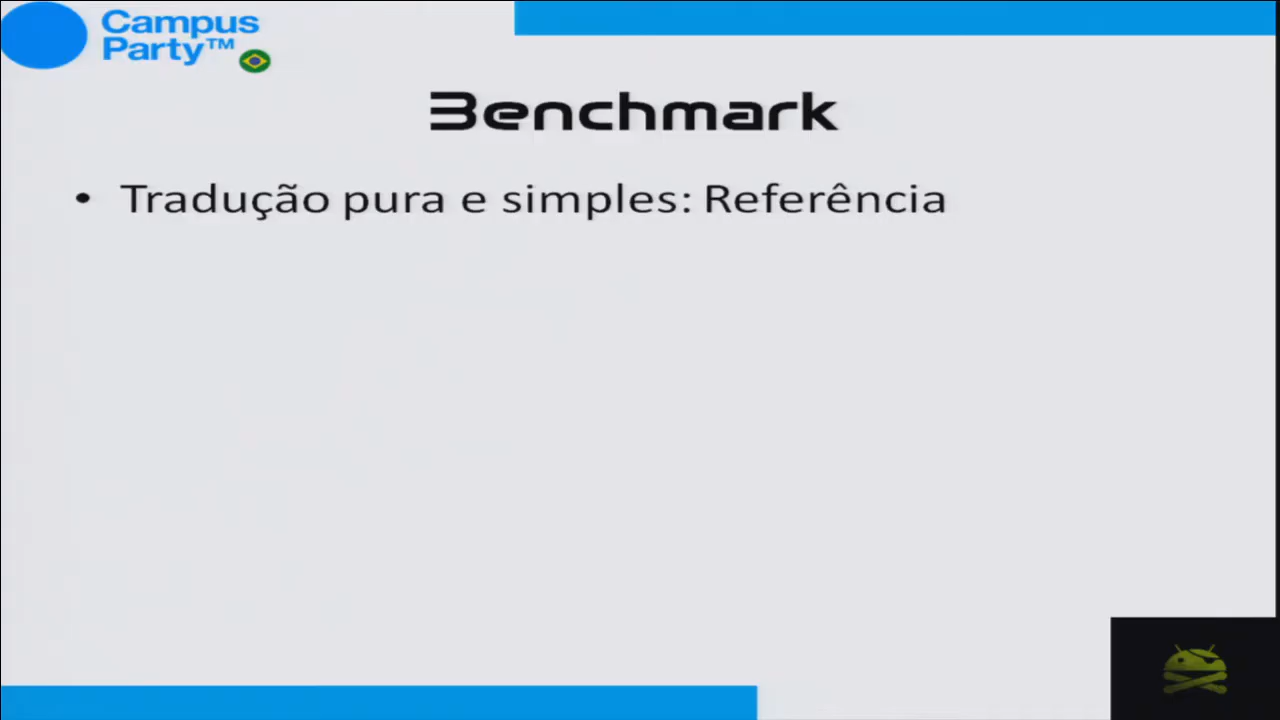 Campus
Party™
Benchmark
• Tradução pura e simples: Referência